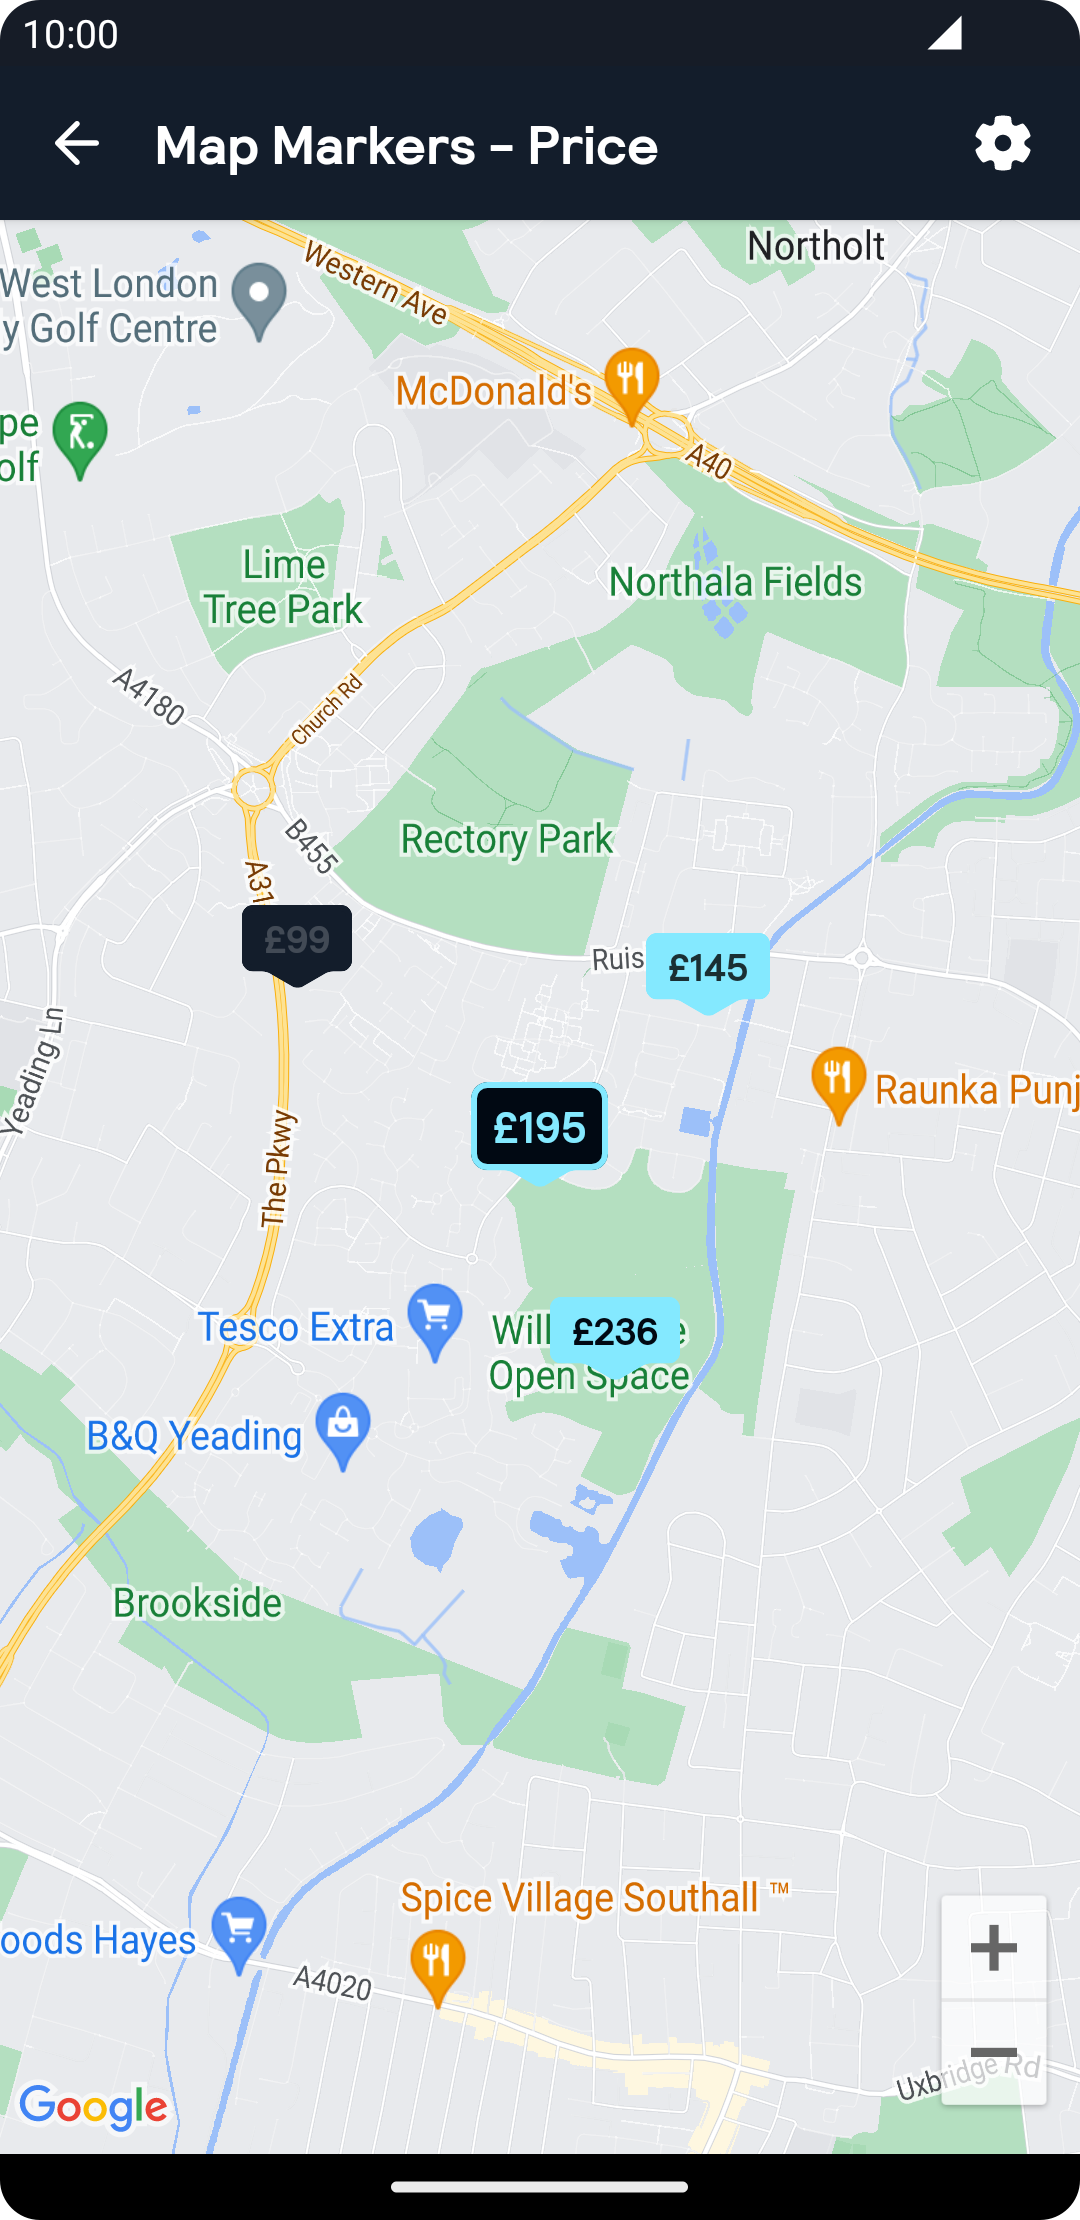 10:00
Map Markers – Price
Northolt
West London
y Golf Centre
Western Ave
McDonald's
pe
olf
A40
Lime
Tree Park
Northala Fields
A4180
Church Rd
Rectory Park
B455
A31
£99
Ruis
£145
Yeading Ln
Raunka Punj
£195
The Pkwy
Tesco Extra
Will
£236
e
Open Space
B&Q Yeading
Brookside
Spice Village Southall ™
oods Hayes
A4020
Uxbridge Rd
Google